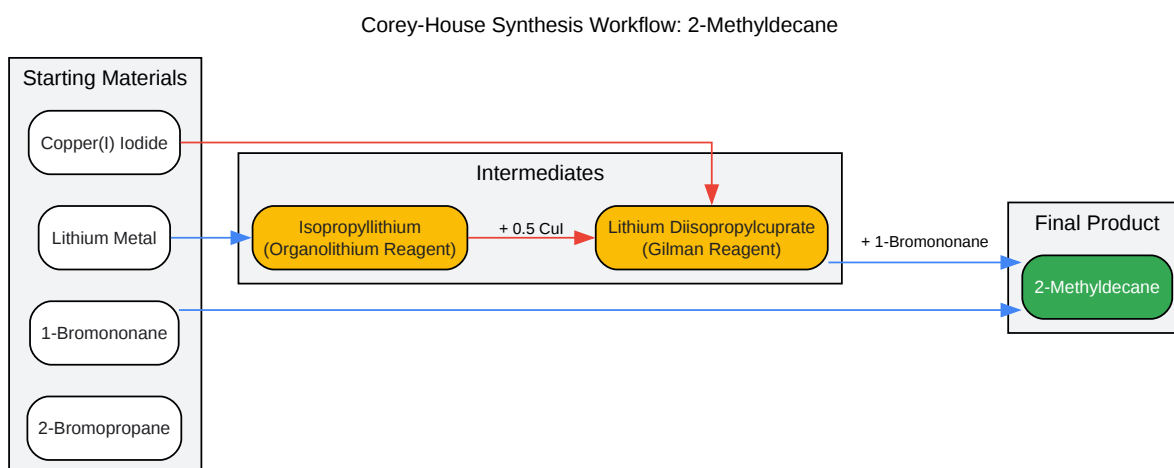 Corey-House Synthesis Workflow: 2-Methyldecane
Starting Materials
Copper(I) Iodide
Lithium Metal
1-Bromononane
2-Bromopropane
Intermediates
Isopropyllithium
(Organolithium Reagent)
+ 0.5 CuI
Lithium Diisopropylcuprate
(Gilman Reagent)
+ 1-Bromononane
Final Product
2-Methyldecane